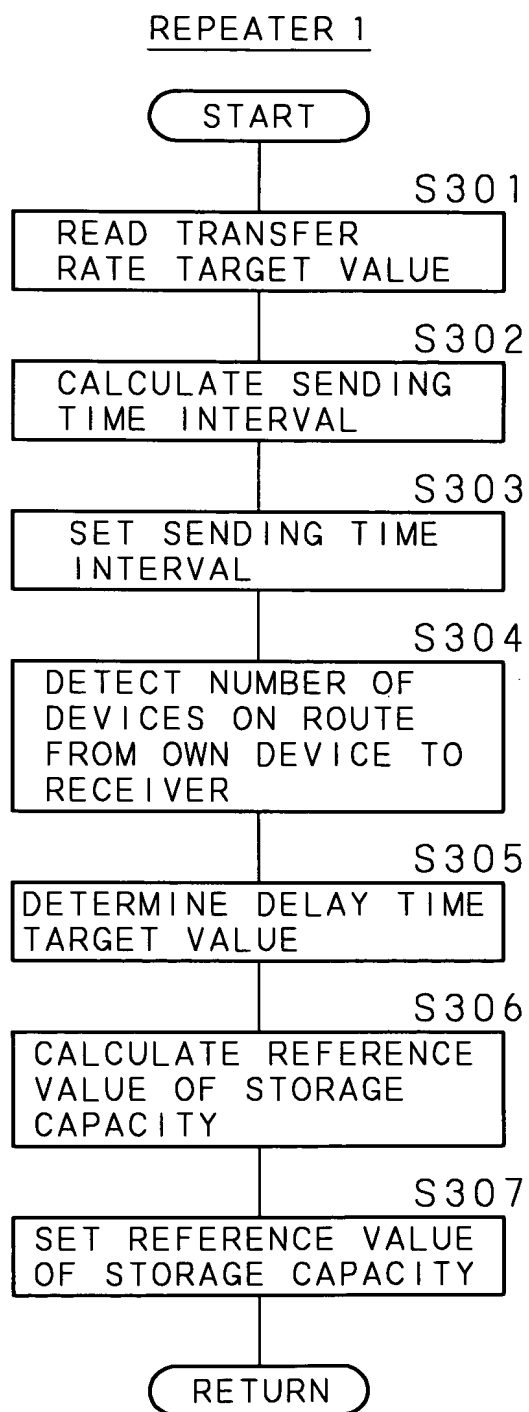 REPEATER 1
START
S301
READ TRANSFER
RATE TARGET VALUE
S302
CALCULATE SENDING
TIME INTERVAL
S303
SET SENDING TIME
INTERVAL
S304
DETECT NUMBER OF
DEVICES ON ROUTE
FROM OWN DEVICE TO
RECEIVER
S305
DETERMINE DELAY TIME
TARGET VALUE
S306
CALCULATE REFERENCE
VALUE OF STORAGE
CAPACITY
S307
SET REFERENCE VALUE
OF STORAGE CAPACITY
RETURN